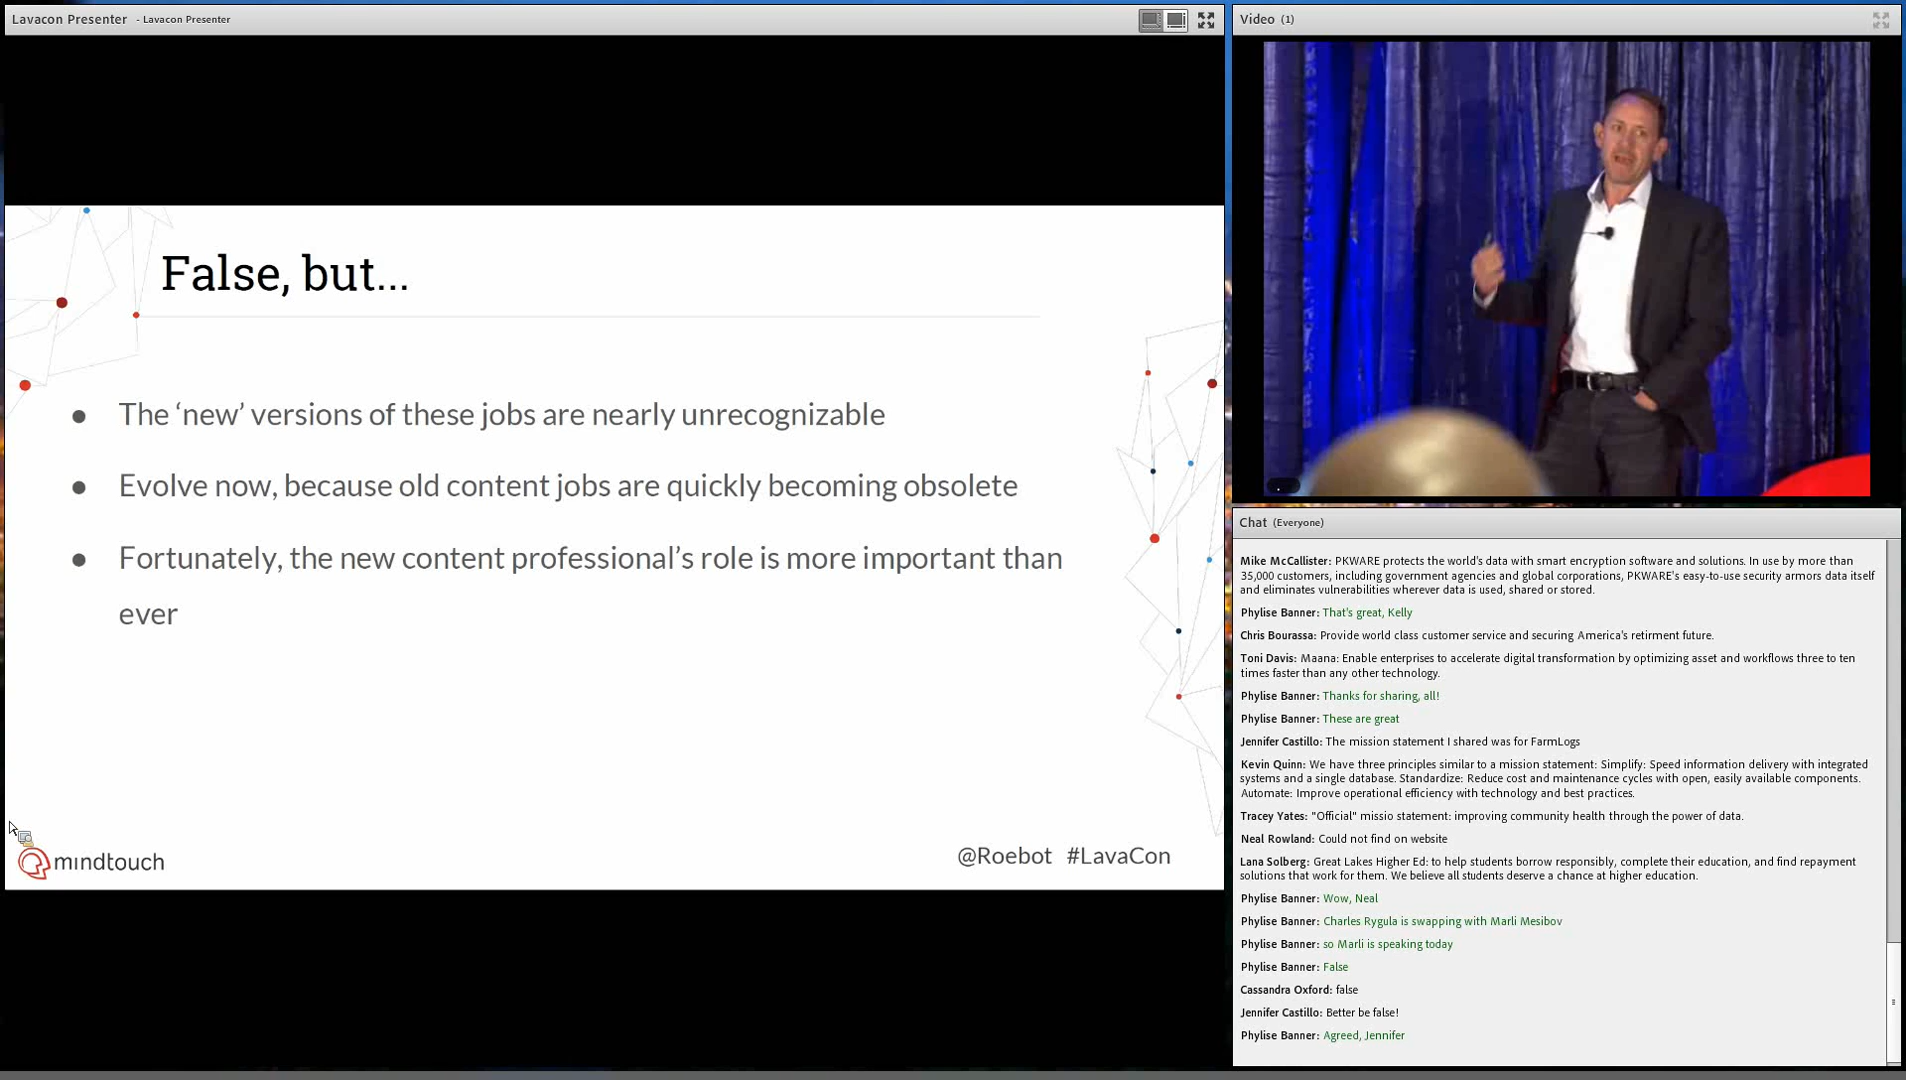 Lavacon Presenter - Lavacon Presenter
False, but...
● The ‘new’ versions of these jobs are nearly unrecognizable
● Evolve now, because old content jobs are quickly becoming obsolete
● Fortunately, the new content professional’s role is more important than
ever
mindtouch
@Roebot #LavaCon
Video (1)
Chat (Everyone)
Mike McCallister: PKWARE protects the world's data with smart encryption software and solutions. In use by more than
35,000 customers, including government agencies and global corporations, PKWARE's easy-to-use security armors data itself
and eliminates vulnerabilities wherever data is used, shared or stored.
Phylise Banner: That's great, Kelly
Chris Bourassa: Provide world class customer service and securing America's retirment future.
Toni Davis: Maana: Enable enterprises to accelerate digital transformation by optimizing asset and workflows three to ten
times faster than any other technology.
Phylise Banner: Thanks for sharing, all!
Phylise Banner: These are great
Jennifer Castillo: The mission statement I shared was for FarmLogs
Kevin Quinn: We have three principles similar to a mission statement: Simplify: Speed information delivery with integrated
systems and a single database. Standardize: Reduce cost and maintenance cycles with open, easily available components.
Automate: Improve operational efficiency with technology and best practices.
Tracey Yates: "Official" missio statement: improving community health through the power of data.
Neal Rowland: Could not find on website
Lana Solberg: Great Lakes Higher Ed: to help students borrow responsibly, complete their education, and find repayment
solutions that work for them. We believe all students deserve a chance at higher education.
Phylise Banner: Wow, Neal
Phylise Banner: Charles Rygula is swapping with Marli Mesibov
Phylise Banner: so Marli is speaking today
Phylise Banner: False
Cassandra Oxford: false
Jennifer Castillo: Better be false!
Phylise Banner: Agreed, Jennifer